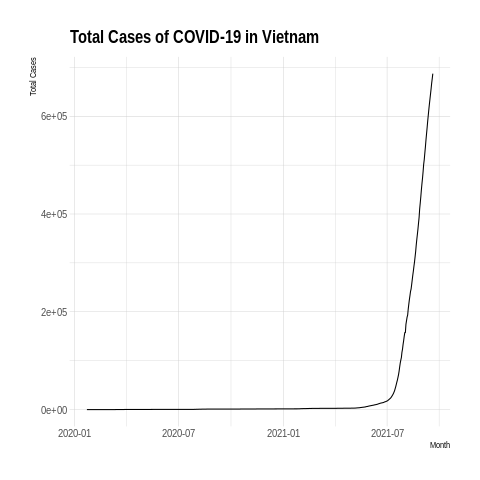 Total Cases of COVID-19 in Vietnam
Total Cases
6e+05
4e+05
2e+05
0e+00
2020-01 2020-07 2021-01 2021-07
Month